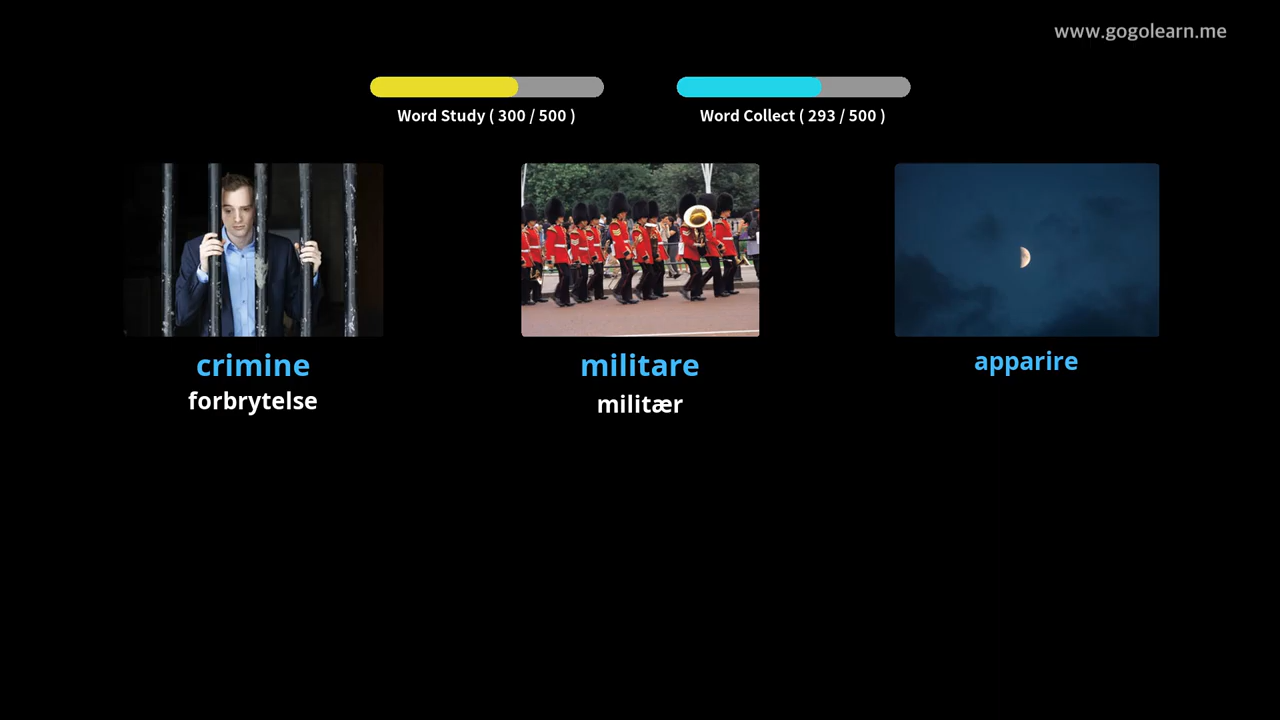 www.gogolearn.me
Word Study ( 300 / 500 )
Word Collect ( 293 / 500 )
crimine
forbrytelse
militare
militær
apparire